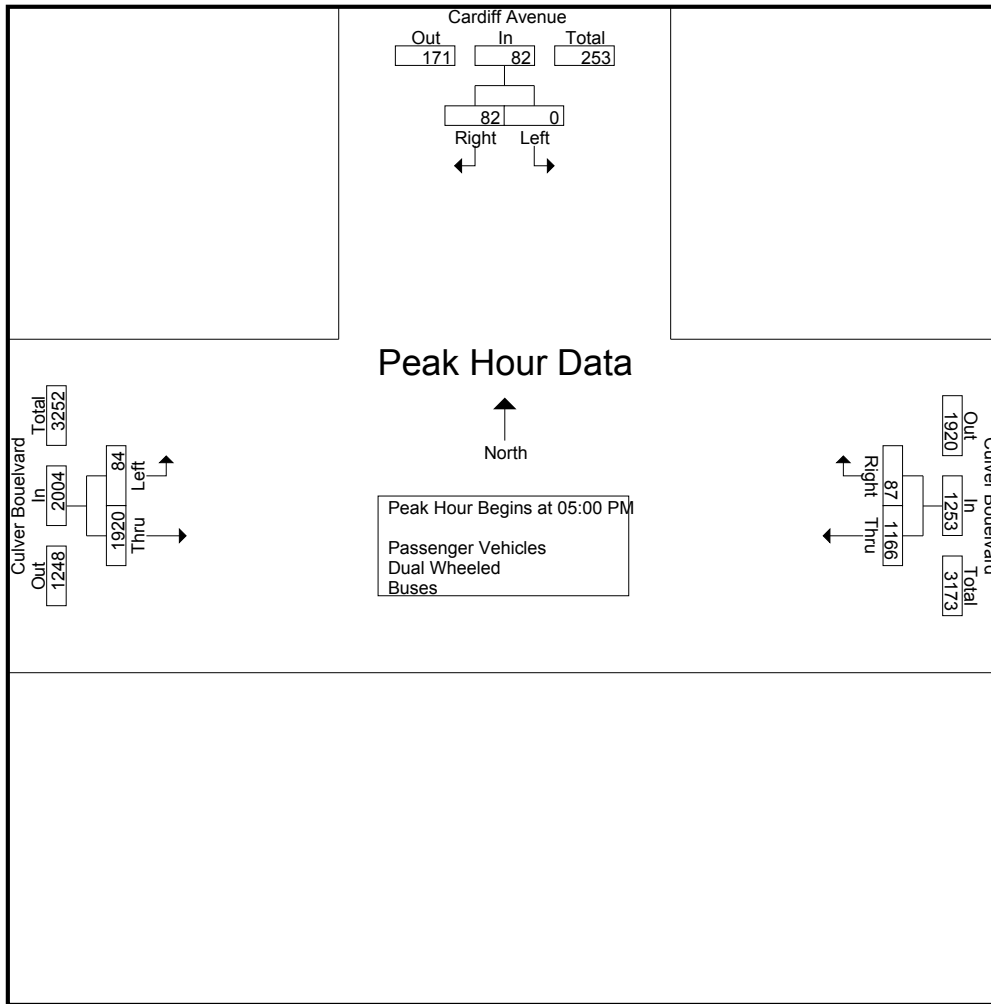 Cardiff Avenue
Out In Total
171 82 253
82 0
Right Left
Peak Hour Data
North
Peak Hour Begins at 05:00 PM
Passenger Vehicles
Dual Wheeled
Buses
Culver Bouelvard
Out In Total
1248 2004 3252
1920 84
Thru Left
Culver Bouelvard
Out In Total
1920 1253 3173
Right Thru
87 1166